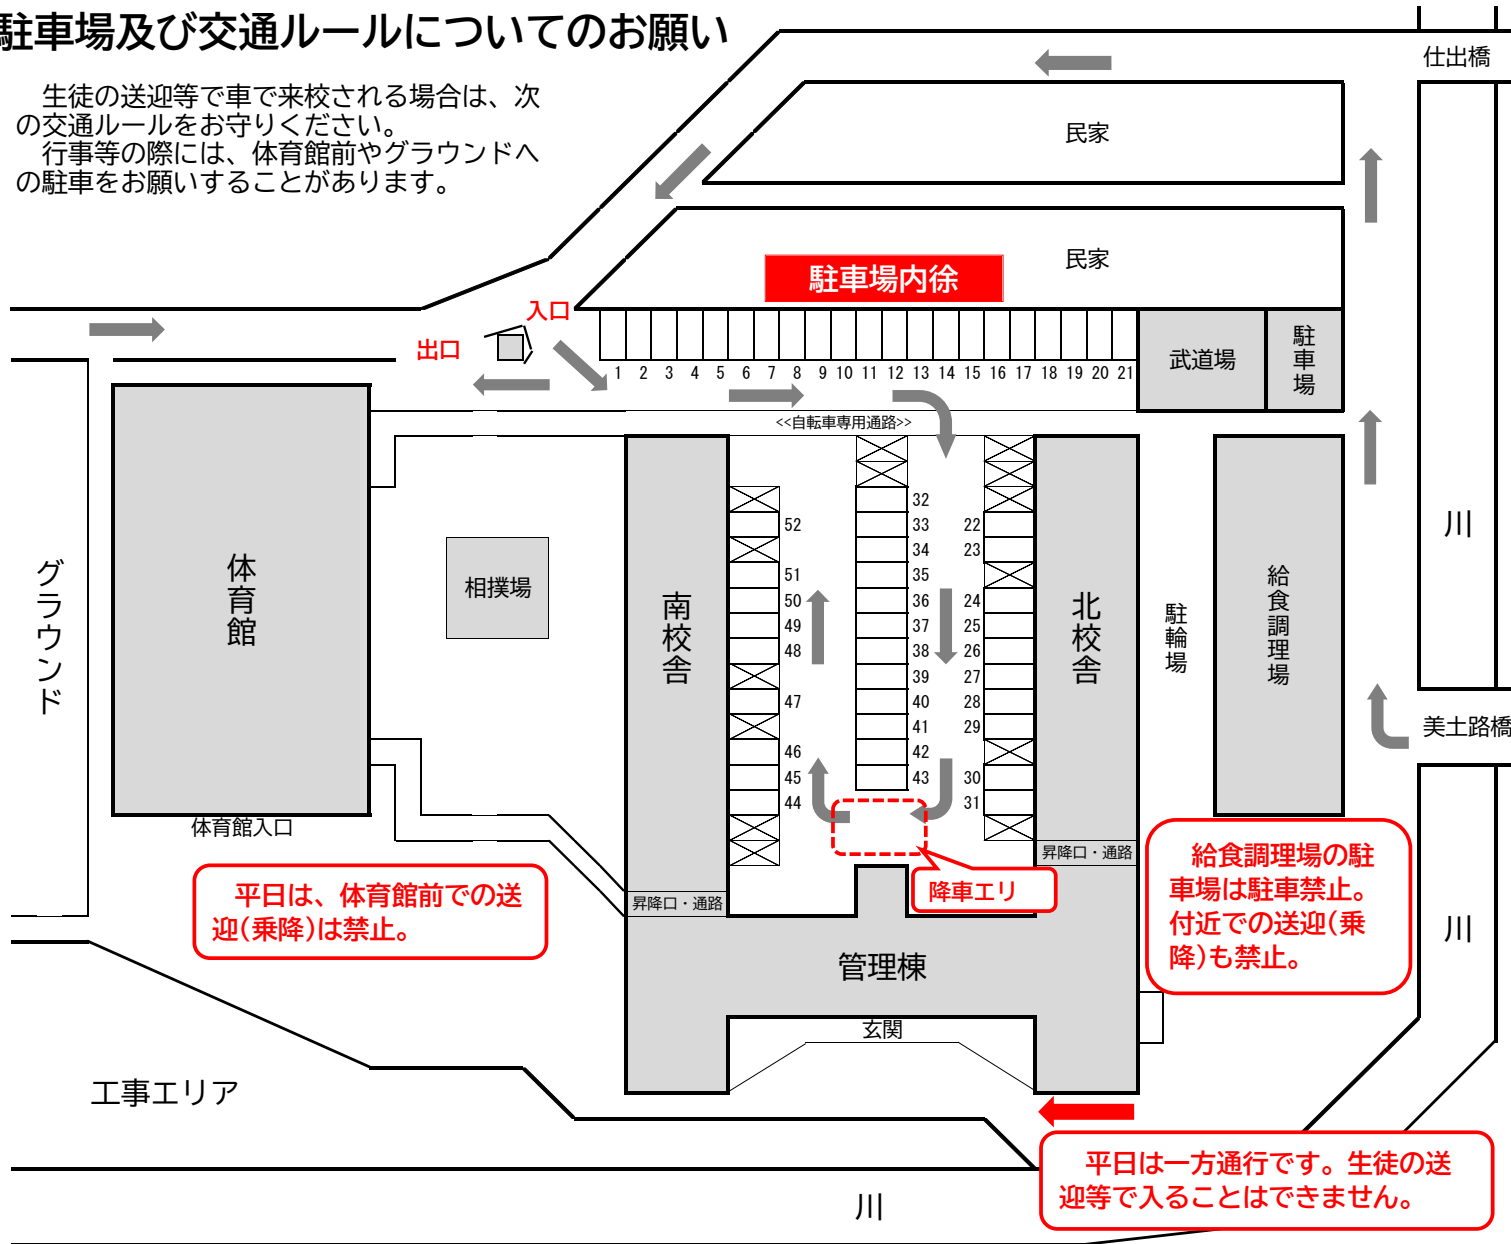 駐車場及び交通ルールについてのお願い
生徒の送迎等で車で来校される場合は、次
の交通ルールをお守りください。
行事等の際には、体育館前やグラウンドへ
の駐車をお願いすることがあります。
仕出橋
民家
民家
駐車場内徐
入口
出口
武道場
駐車場
1 2 3 4 5 6 7 8 9 10 11 12 13 14 15 16 17 18 19 20 21
<<自転車専用通路>>
グラウンド
体育館
相撲場
南校舎
北校舎
駐輪場
給食調理場
川
52
51
50
49
48
47
46
45
44
32
33
34
35
36
37
38
39
40
41
42
43
22
23
24
25
26
27
28
29
30
31
美土路橋
体育館入口
平日は、体育館前での送
迎(乗降)は禁止。
昇降口・通路
昇降口・通路
降車エリ
給食調理場の駐
車場は駐車禁止。
付近での送迎(乗
降)も禁止。
川
管理棟
玄関
工事エリア
平日は一方通行です。生徒の送
迎等で入ることはできません。
川